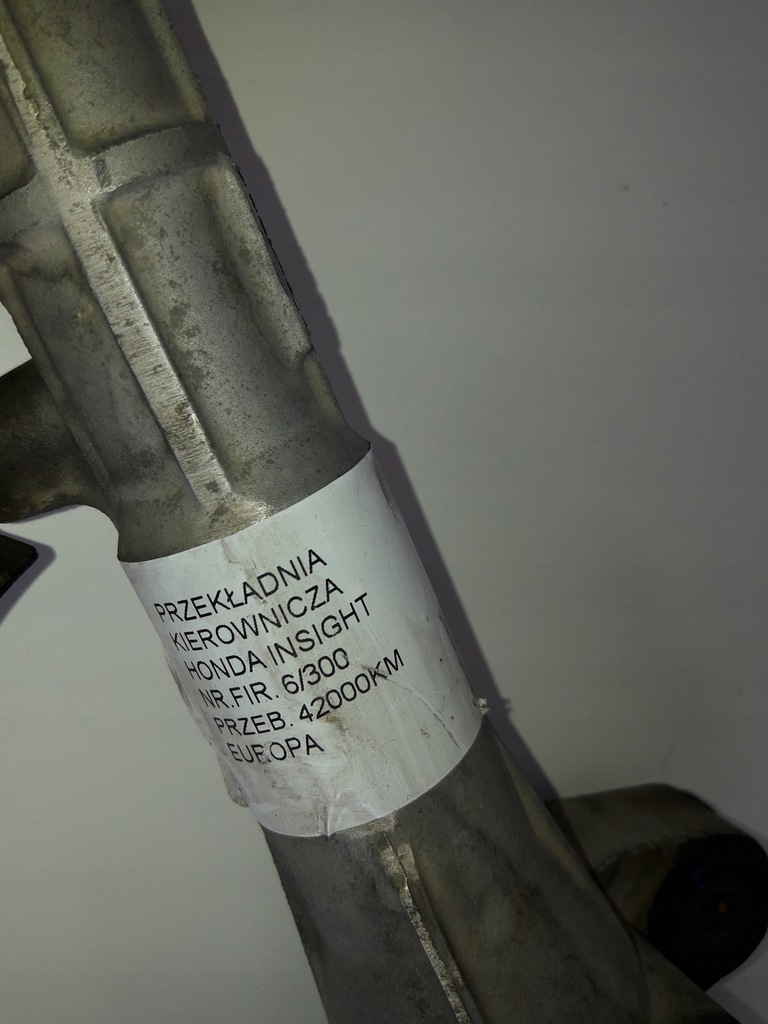 PRZEKŁADNIA
KIEROWNICZA
HONDA INSIGHT
NR.FIR. 6/300
PRZEB. 42000KM
EUROPA